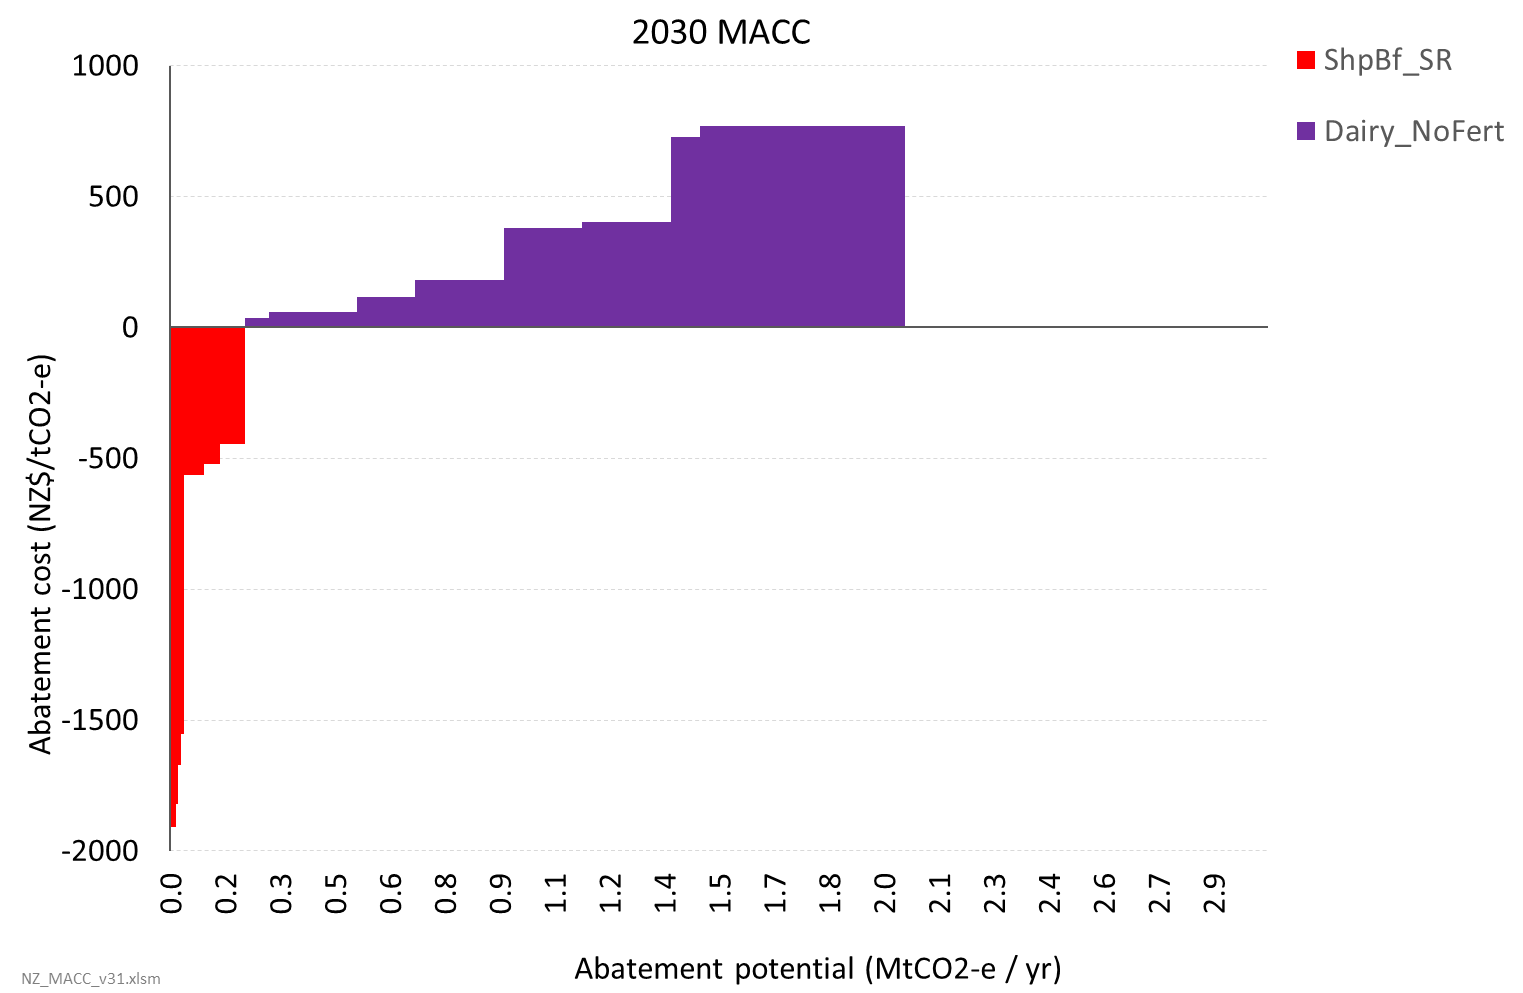 2030 MACC
ShpBf_SR
Dairy_NoFert
1000
500
0
-500
-1000
-1500
-2000
Abatement cost (NZ$/tCO2-e)
0.0 0.2 0.3 0.5 0.6 0.8 0.9 1.1 1.2 1.4 1.5 1.7 1.8 2.0 2.1 2.3 2.4 2.6 2.7 2.9
Abatement potential (MtCO2-e / yr)
NZ_MACC_v31.xlsm